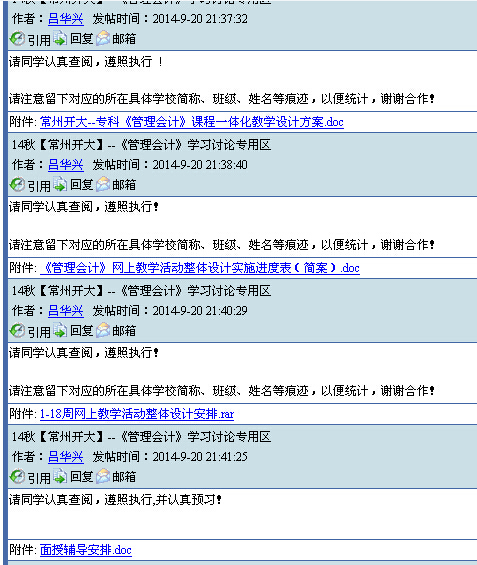 14秋【常州开大】--《管理会计》学习讨论专用区
作者：吕华兴 发帖时间：2014-9-20 21:37:32
引用 回复 邮箱
请同学认真查阅，遵照执行 ！
请注意留下对应的所在具体学校简称、班级、姓名等痕迹，以便统计，谢谢合作！
附件: 常州开大--专科《管理会计》课程一体化教学设计方案.doc
14秋【常州开大】--《管理会计》学习讨论专用区
作者：吕华兴 发帖时间：2014-9-20 21:38:40
引用 回复 邮箱
请同学认真查阅，遵照执行！
请注意留下对应的所在具体学校简称、班级、姓名等痕迹，以便统计，谢谢合作！
附件: 《管理会计》网上教学活动整体设计实施进度表（简案）.doc
14秋【常州开大】--《管理会计》学习讨论专用区
作者：吕华兴 发帖时间：2014-9-20 21:40:29
引用 回复 邮箱
请同学认真查阅，遵照执行！
请注意留下对应的所在具体学校简称、班级、姓名等痕迹，以便统计，谢谢合作！
附件: 1-18周网上教学活动整体设计安排.rar
14秋【常州开大】--《管理会计》学习讨论专用区
作者：吕华兴 发帖时间：2014-9-20 21:41:25
引用 回复 邮箱
请同学认真查阅，遵照执行,并认真预习！
附件: 面授辅导安排.doc